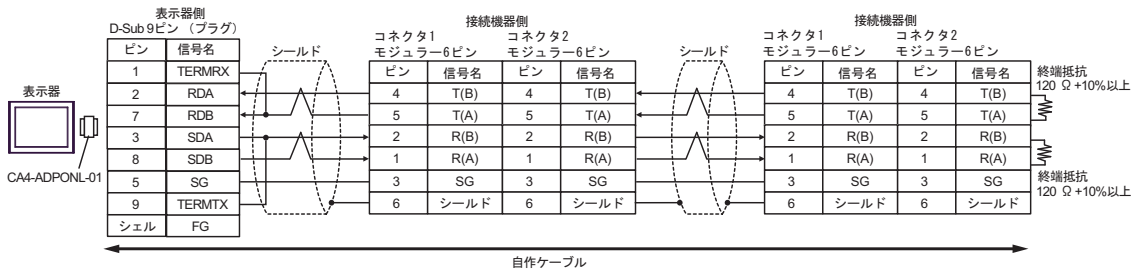 表示器側
D-Sub 9ピン （プラグ）
ピン 信号名
1 TERMRX
2 RDA
7 RDB
3 SDA
8 SDB
5 SG
9 TERMTX
シェル FG
表示器
CA4-ADPONL-01
シールド
接続機器側
コネクタ1 コネクタ2
モジュラー6ピン モジュラー6ピン
ピン 信号名 ピン 信号名
4 T(B) 4 T(B)
5 T(A) 5 T(A)
2 R(B) 2 R(B)
1 R(A) 1 R(A)
3 SG 3 SG
6 シールド 6 シールド
シールド
接続機器側
コネクタ1 コネクタ2
モジュラー6ピン モジュラー6ピン
ピン 信号名 ピン 信号名
4 T(B) 4 T(B)
5 T(A) 5 T(A)
2 R(B) 2 R(B)
1 R(A) 1 R(A)
3 SG 3 SG
6 シールド 6 シールド
終端抵抗
120 Ω +10%以上
終端抵抗
120 Ω +10%以上
自作ケーブル